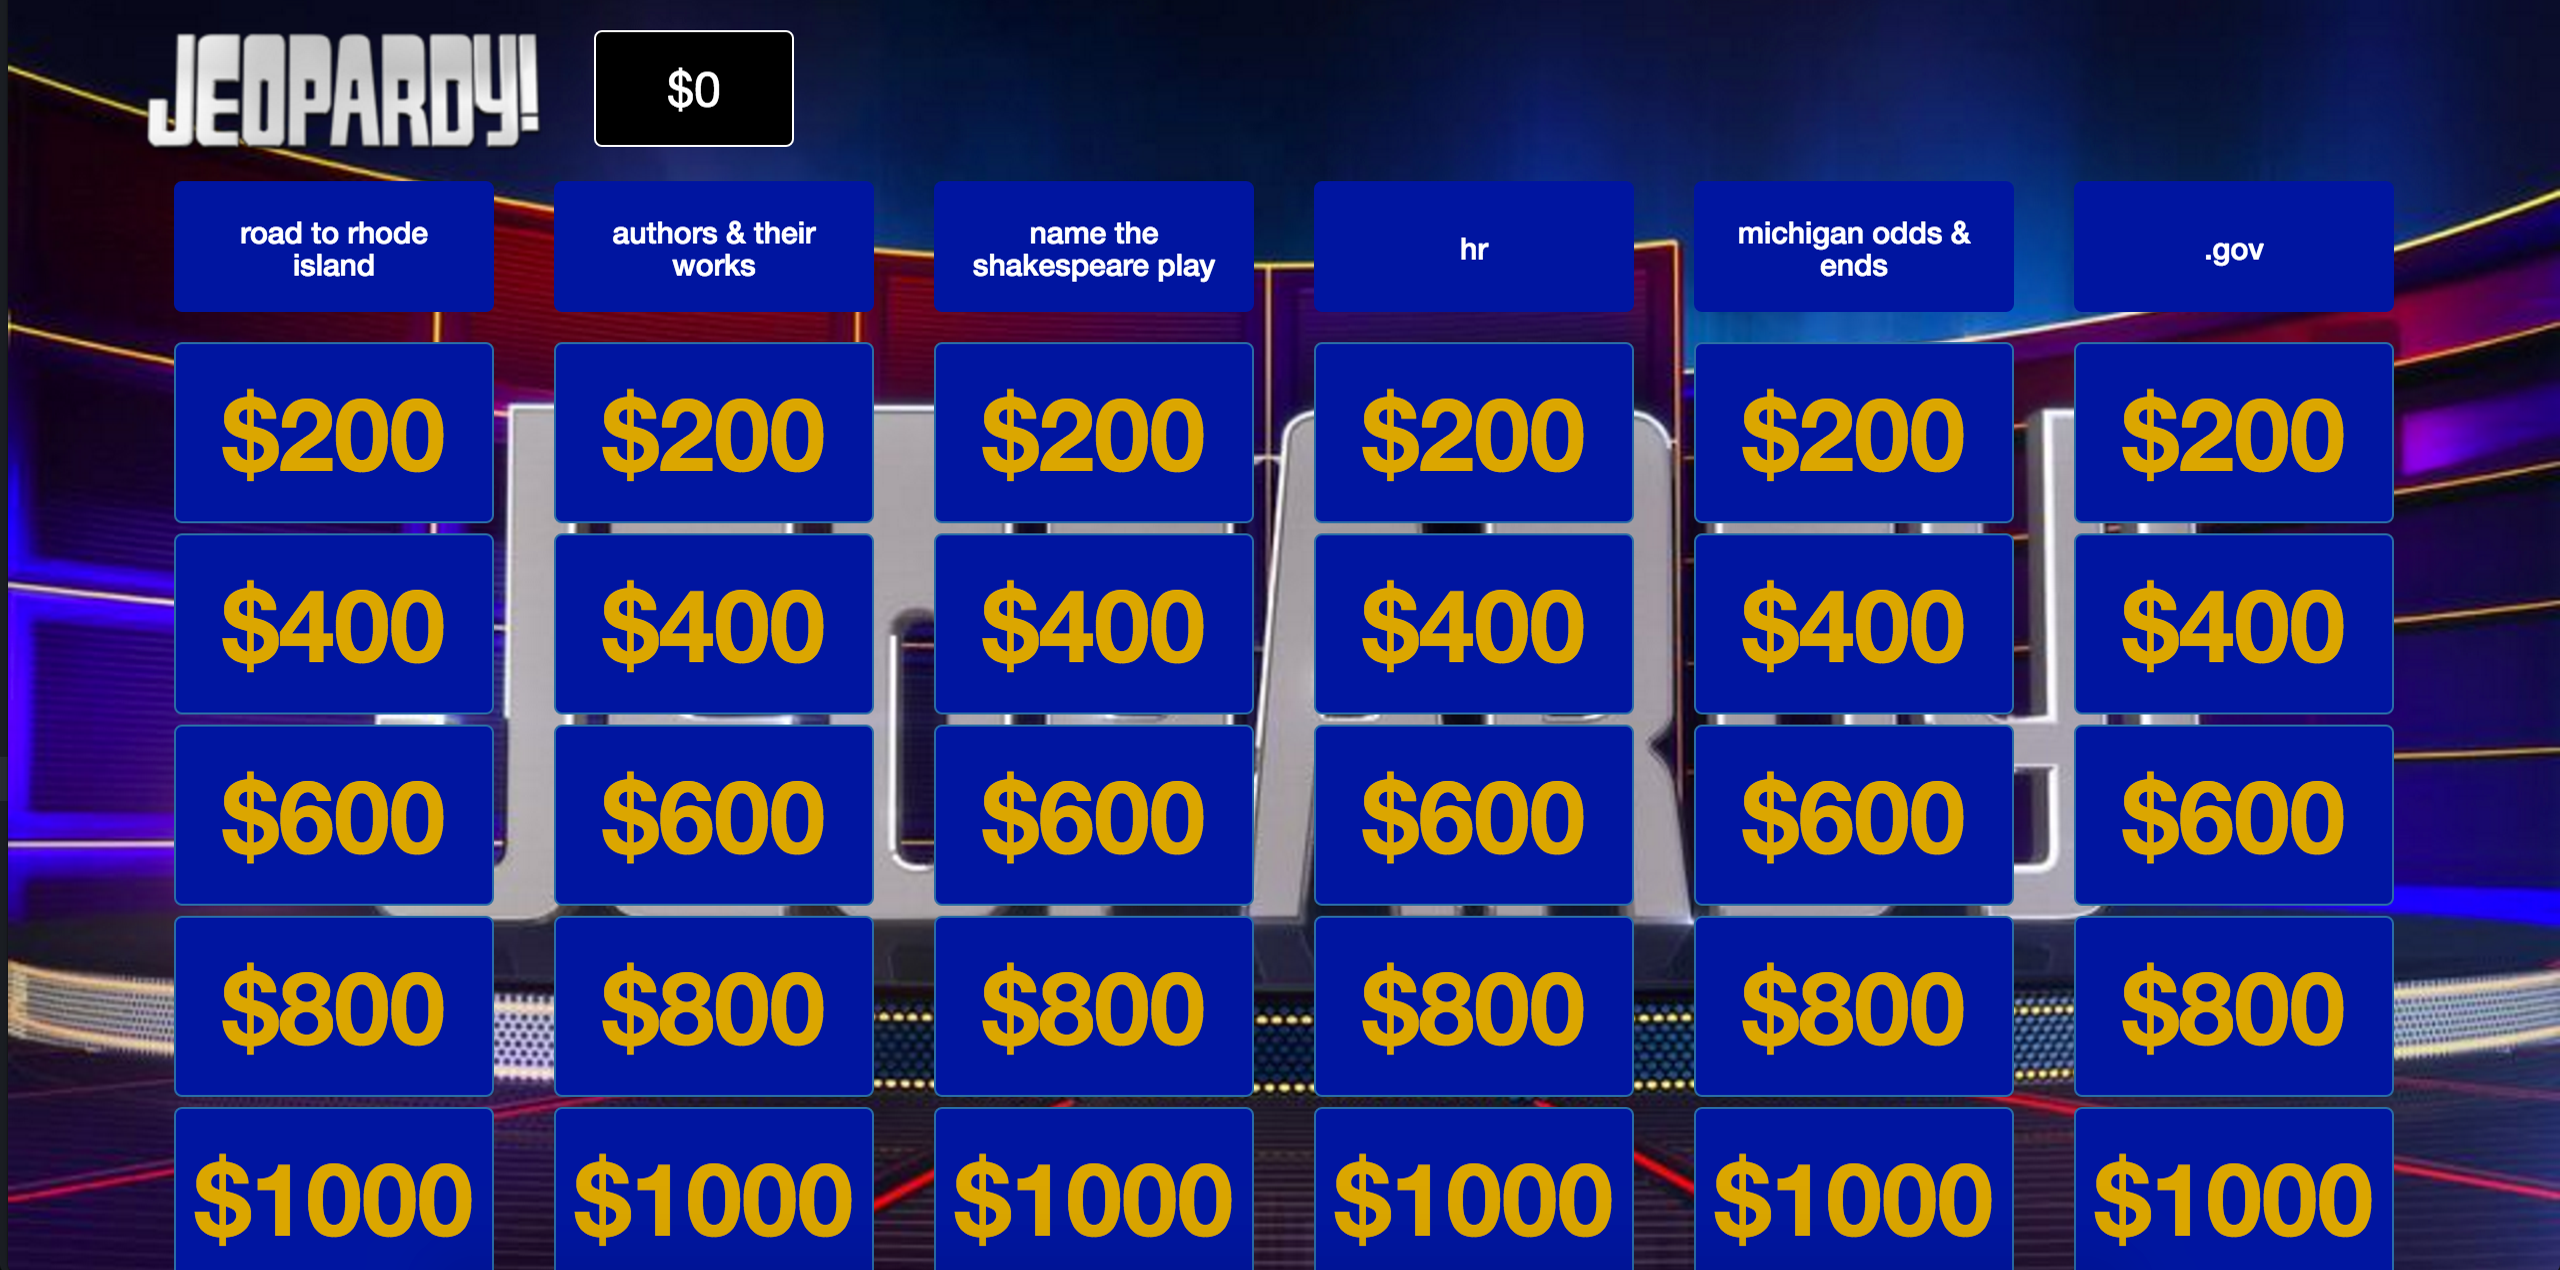 JEOPARDY!
$0
road to rhode
island
authors & their
works
name the
shakespeare play
hr
michigan odds &
ends
.gov
$200 $200 $200 $200 $200 $200
$400 $400 $400 $400 $400 $400
$600 $600 $600 $600 $600 $600
$800 $800 $800 $800 $800 $800
$1000 $1000 $1000 $1000 $1000 $1000